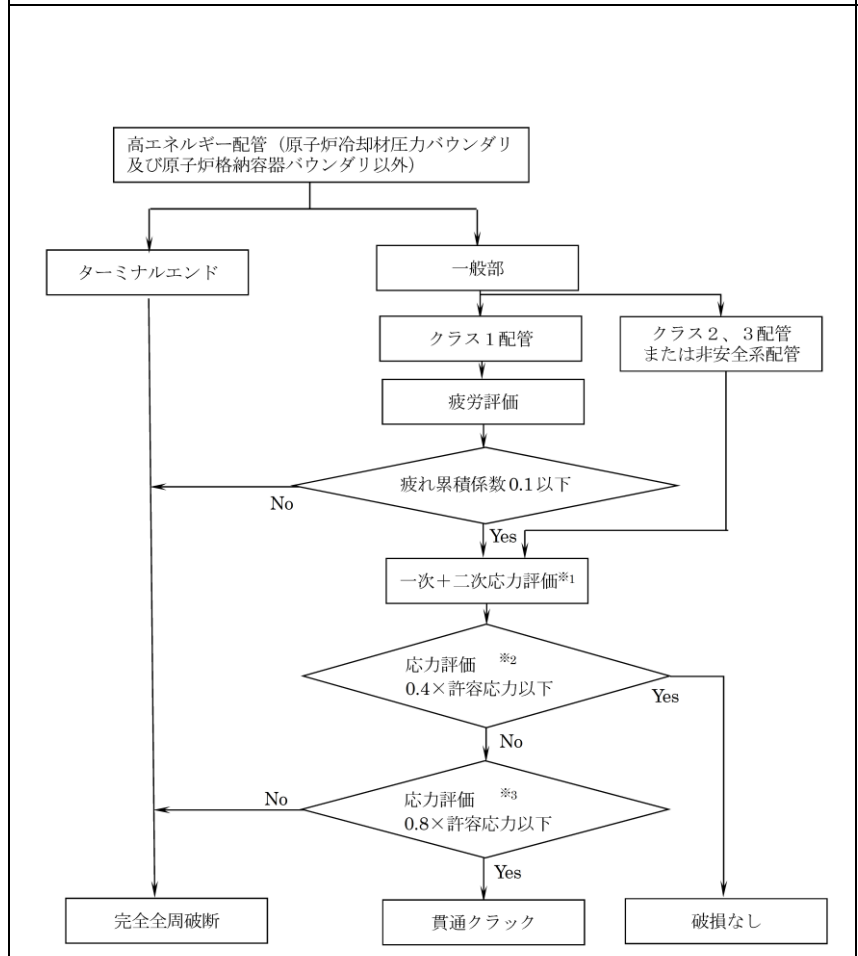 高エネルギー配管（原子炉冷却材圧力バウンダリ
及び原子炉格納容器バウンダリ以外）
ターミナルエンド
一般部
クラス１配管
クラス２、３配管
または非安全系配管
疲労評価
疲れ累積係数0.1以下
No
Yes
一次＋二次応力評価※1
応力評価 ※2
0.4×許容応力以下
Yes
No
応力評価 ※3
0.8×許容応力以下
No
Yes
完全全周破断
貫通クラック
破損なし